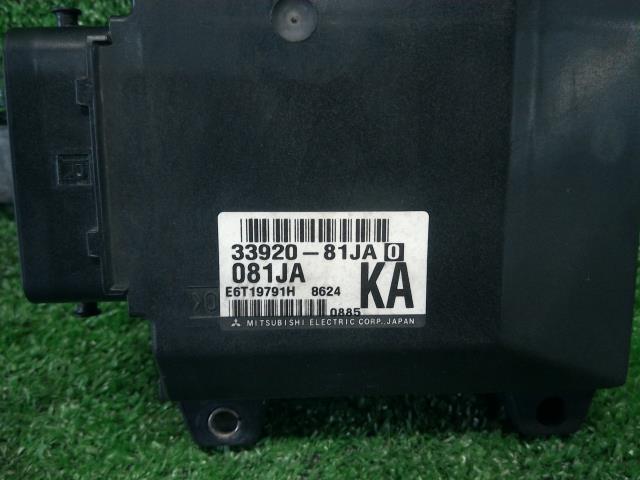 33920-81JA 0
081JA
KA
E6T19791H 8624
0885
MITSUBISHI ELECTRIC CORP., JAPAN